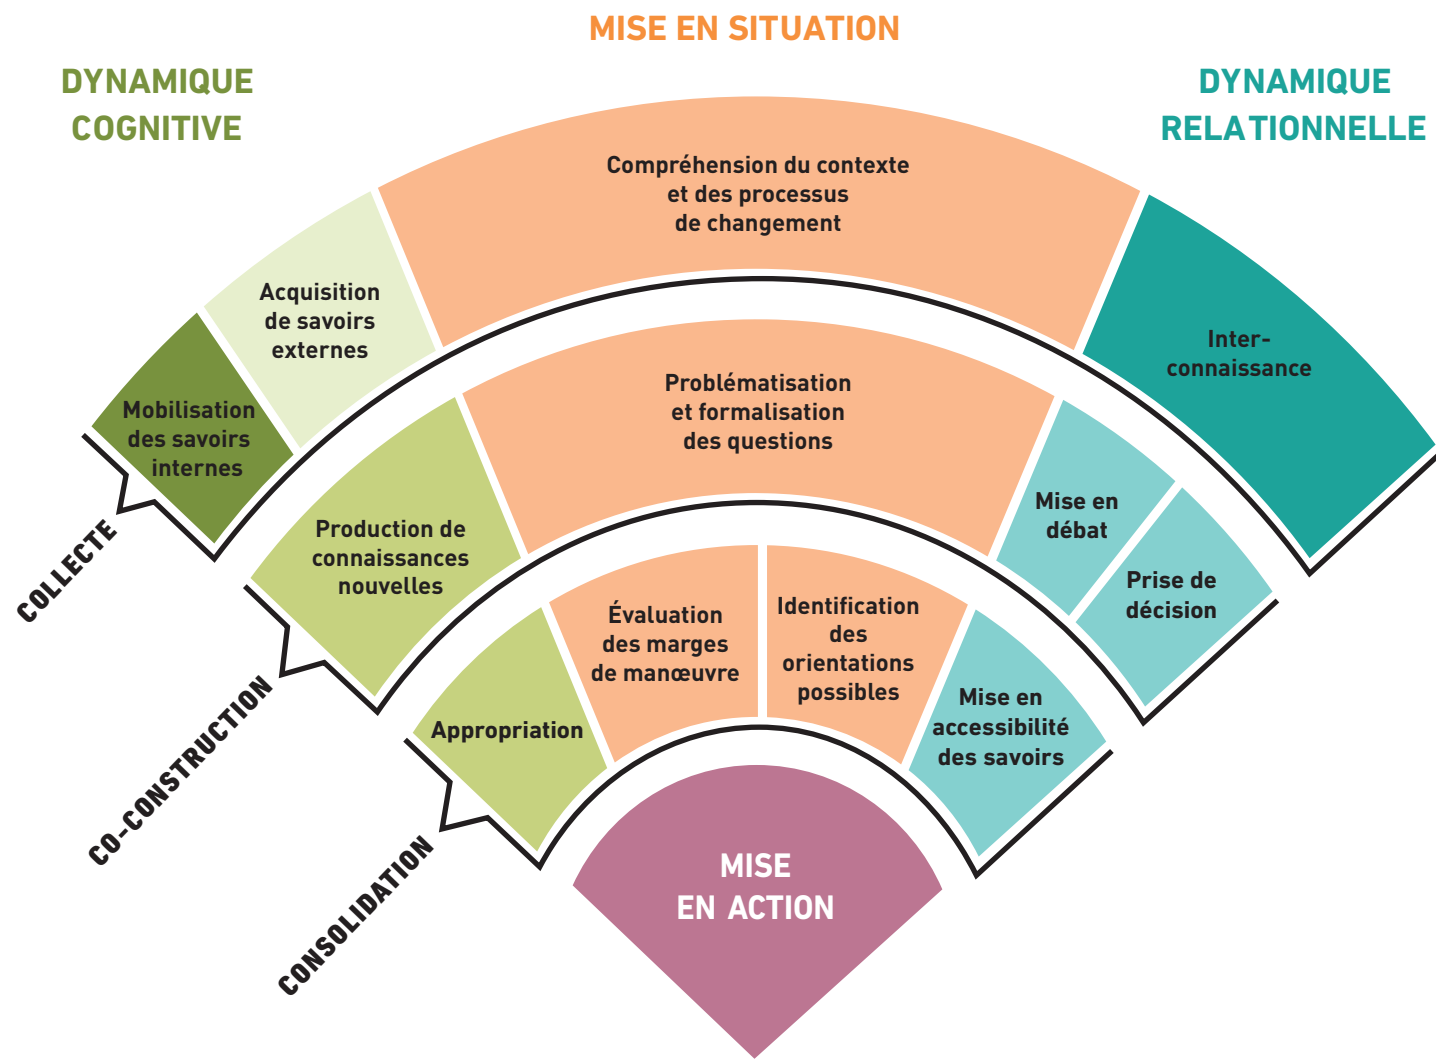 MISE EN SITUATION
DYNAMIQUE
COGNITIVE
DYNAMIQUE
RELATIONNELLE
Compréhension du contexte
et des processus
de changement
Acquisition
de savoirs
externes
Mobilisation
des savoirs
internes
Inter-
connaissance
COLLECTE
Problématisation
et formalisation
des questions
Production de
connaissances
nouvelles
Mise en
débat
Prise de
décision
CO-CONSTRUCTION
Évaluation
des marges
de manœuvre
Identification
des
orientations
possibles
Appropriation
Mise en
accessibilité
des savoirs
CONSOLIDATION
MISE
EN ACTION